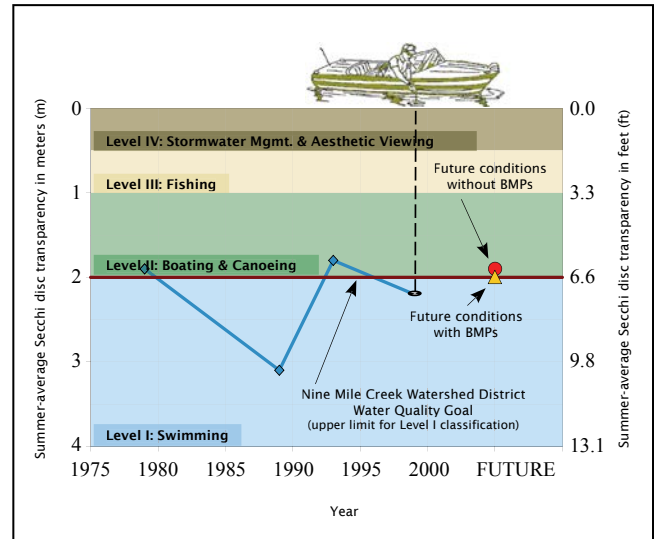 0
0.0
Level IV: Stormwater Mgmt. & Aesthetic Viewing
Level III: Fishing
Future conditions
without BMPs
1
3.3
Level II: Boating & Canoeing
2
6.6
Future conditions
with BMPs
3
9.8
Nine Mile Creek Watershed District
Water Quality Goal
(upper limit for Level I classification)
Level I: Swimming
4
13.1
1975
1980
1985
1990
1995
2000
FUTURE
Year
Summer-average Secchi disc transparency in meters (m)
Summer-average Secchi disc transparency in feet (ft)